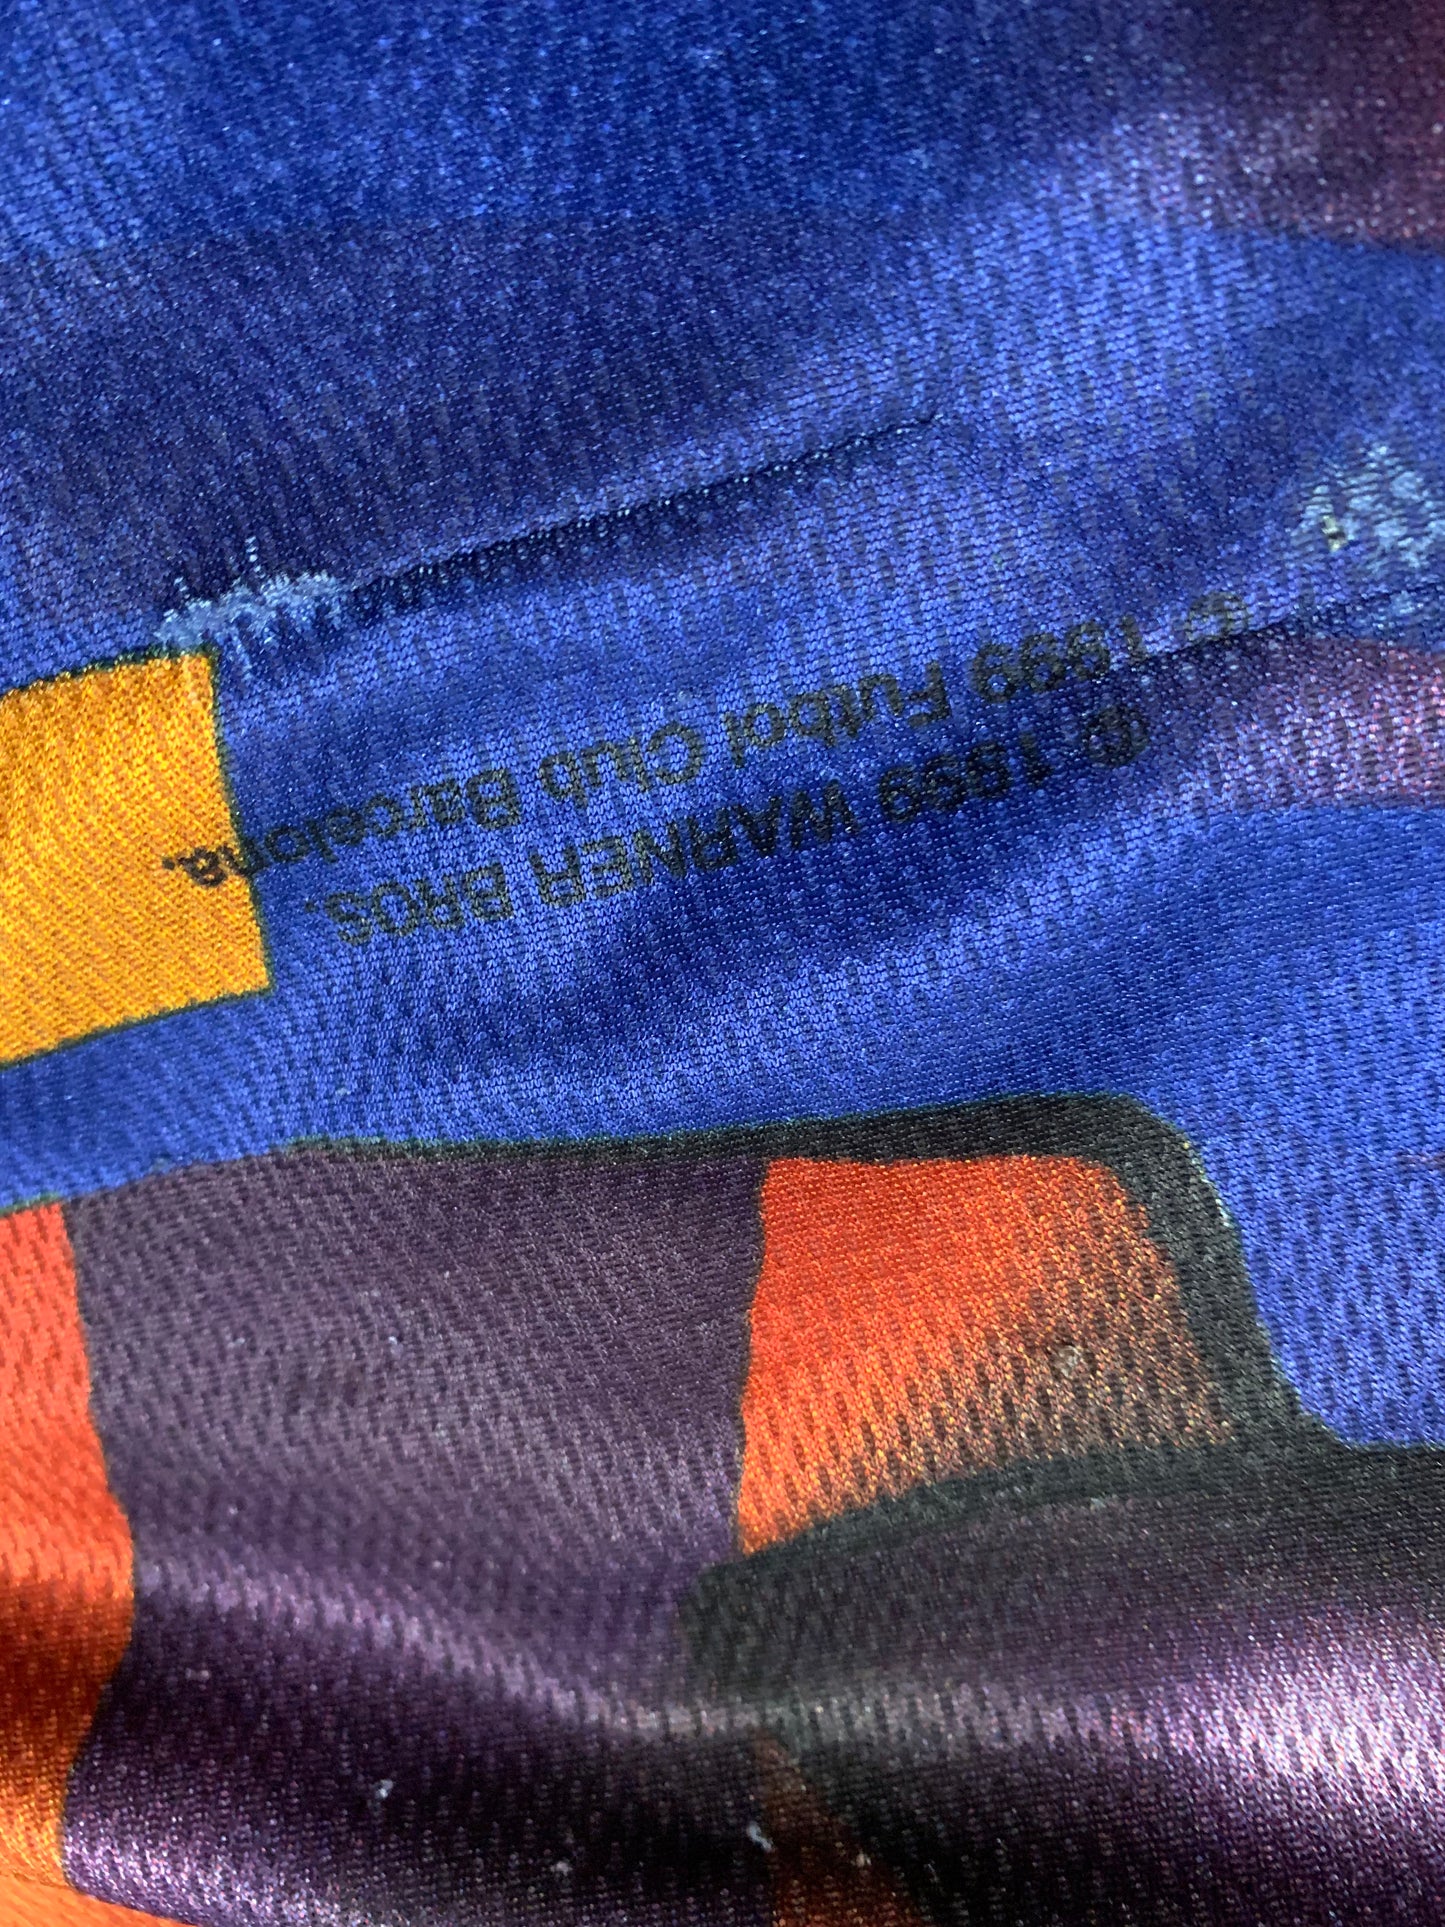 © 1999 WARNER BROS.
© 1999 Futbol Club Barcelona.